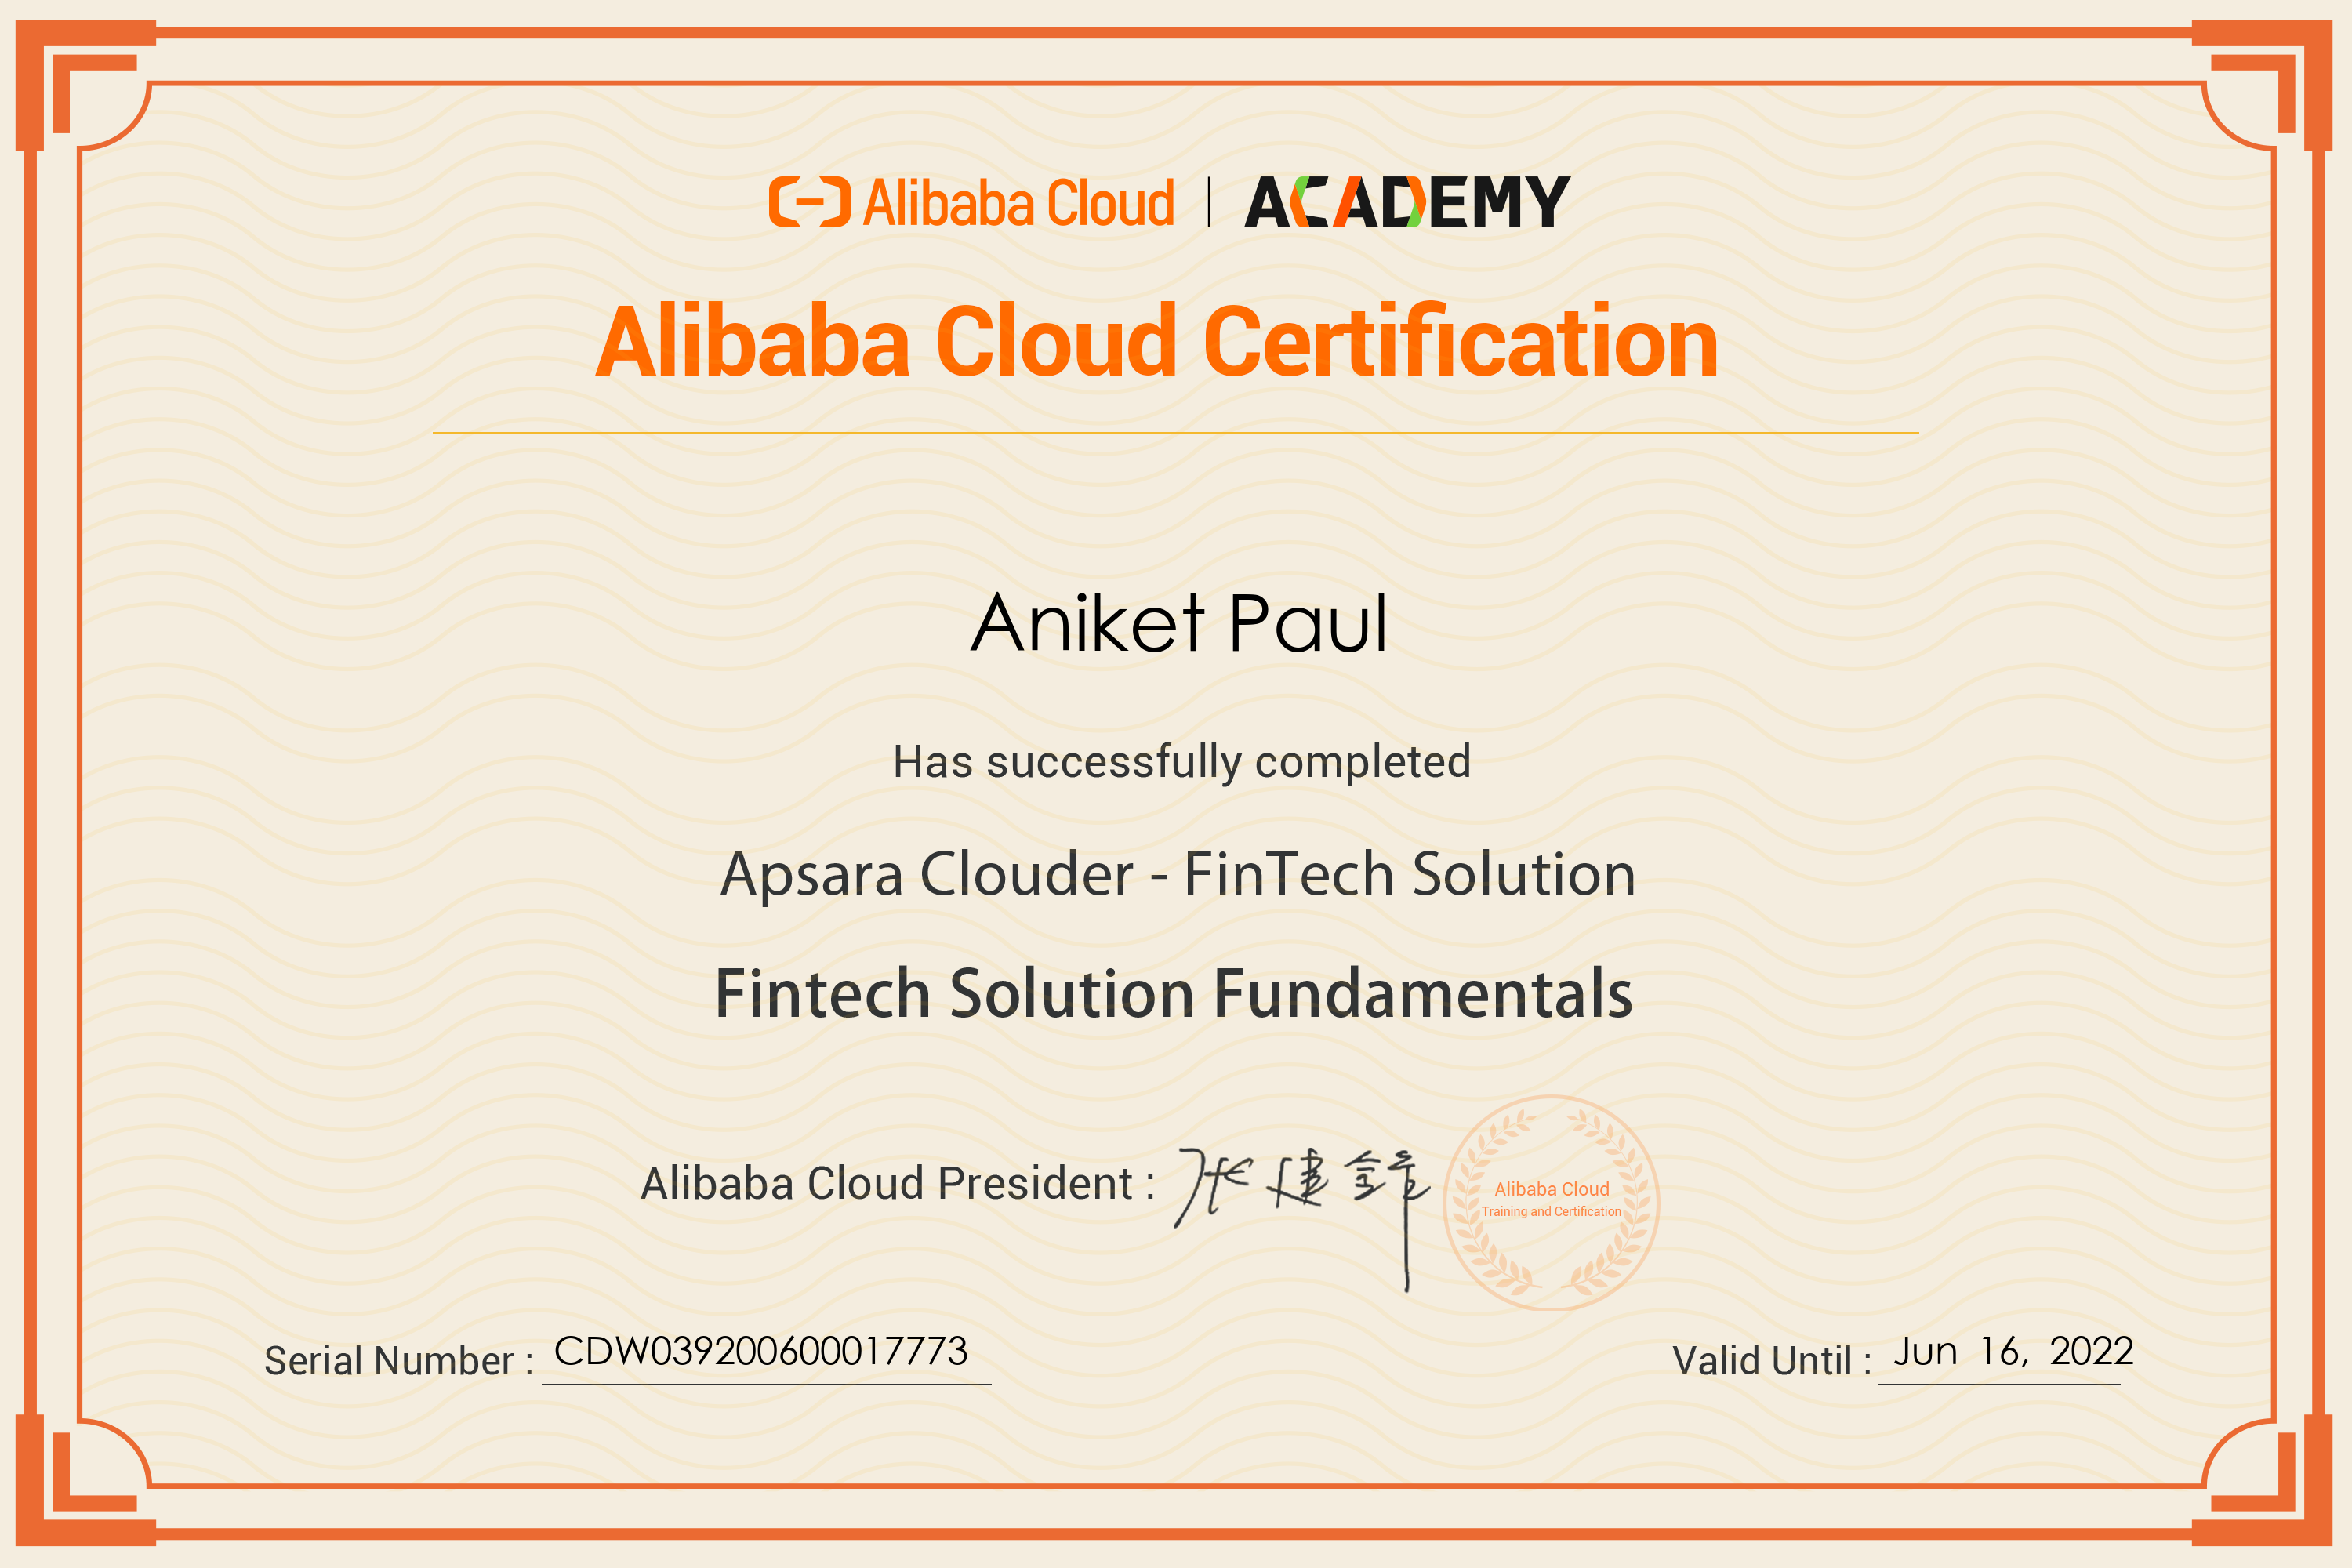 Alibaba Cloud | ACADEMY
Alibaba Cloud Certification
Aniket Paul
Has successfully completed
Apsara Clouder - FinTech Solution
Fintech Solution Fundamentals
Alibaba Cloud President : 张建锋
Alibaba Cloud
Training and Certification
Serial Number : CDW039200600017773
Valid Until : Jun 16, 2022